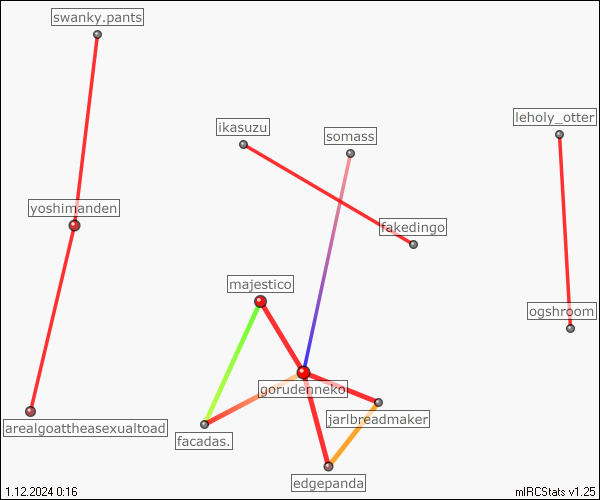 swanky.pants
leholy_otter
ikasuzu
somass
yoshimanden
fakedingo
majestico
ogshroom
gorudenneko
jarlbreadmaker
arealgoattheasexualtoad
facadas.
edgepanda
1.12.2024 0:16
mIRCStats v1.25